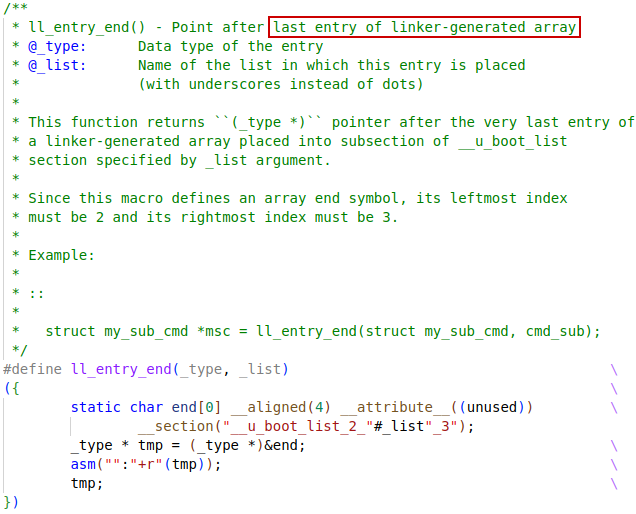 /**
 * ll_entry_end() - Point after last entry of linker-generated array
 * @_type:      Data type of the entry
 * @_list:      Name of the list in which this entry is placed
 *              (with underscores instead of dots)
 *
 * This function returns ``(_type *)`` pointer after the very last entry of
 * a linker-generated array placed into subsection of __u_boot_list
 * section specified by _list argument.
 *
 * Since this macro defines an array end symbol, its leftmost index
 * must be 2 and its rightmost index must be 3.
 *
 * Example:
 *
 * ::
 *
 *   struct my_sub_cmd *msc = ll_entry_end(struct my_sub_cmd, cmd_sub);
 */
#define ll_entry_end(_type, _list)                                       \
({                                                                       \
        static char end[0] __aligned(4) __attribute__((unused))          \
                __section("__u_boot_list_2_"#_list"_3");
        _type * tmp = (_type *)&end;                                     \
        asm("":"+r"(tmp));                                               \
        tmp;                                                             \
})